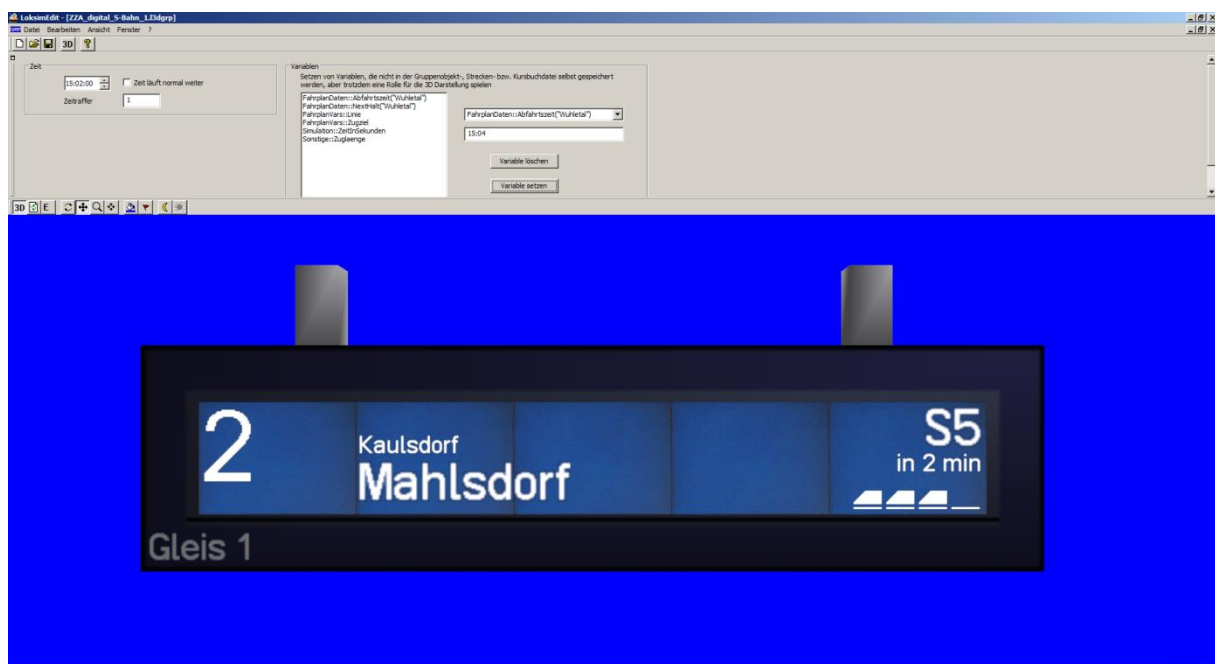 LoksimEdit - [ZZA_digital_S-Bahn_1.l3dgrp]
Datei Bearbeiten Ansicht Fenster ?
3D
Zeit
15:02:00
Zeit läuft normal weiter
Zeitraffer
1
Variablen
Setzen von Variablen, die nicht in der Gruppenobjekt-, Strecken- bzw. Kursbuchdatei selbst gespeichert
werden, aber trotzdem eine Rolle für die 3D Darstellung spielen
FahrplanDaten::Abfahrtszeit("Wuhletal")
FahrplanDaten::NextHalt("Wuhletal")
FahrplanVars::Linie
FahrplanVars::Zugziel
Simulation::ZeitInSekunden
Sonstige::Zuglaenge
FahrplanDaten::Abfahrtszeit("Wuhletal")
15:04
Variable löschen
Variable setzen
3D E
2
Kaulsdorf
Mahlsdorf
S5
in 2 min
Gleis 1